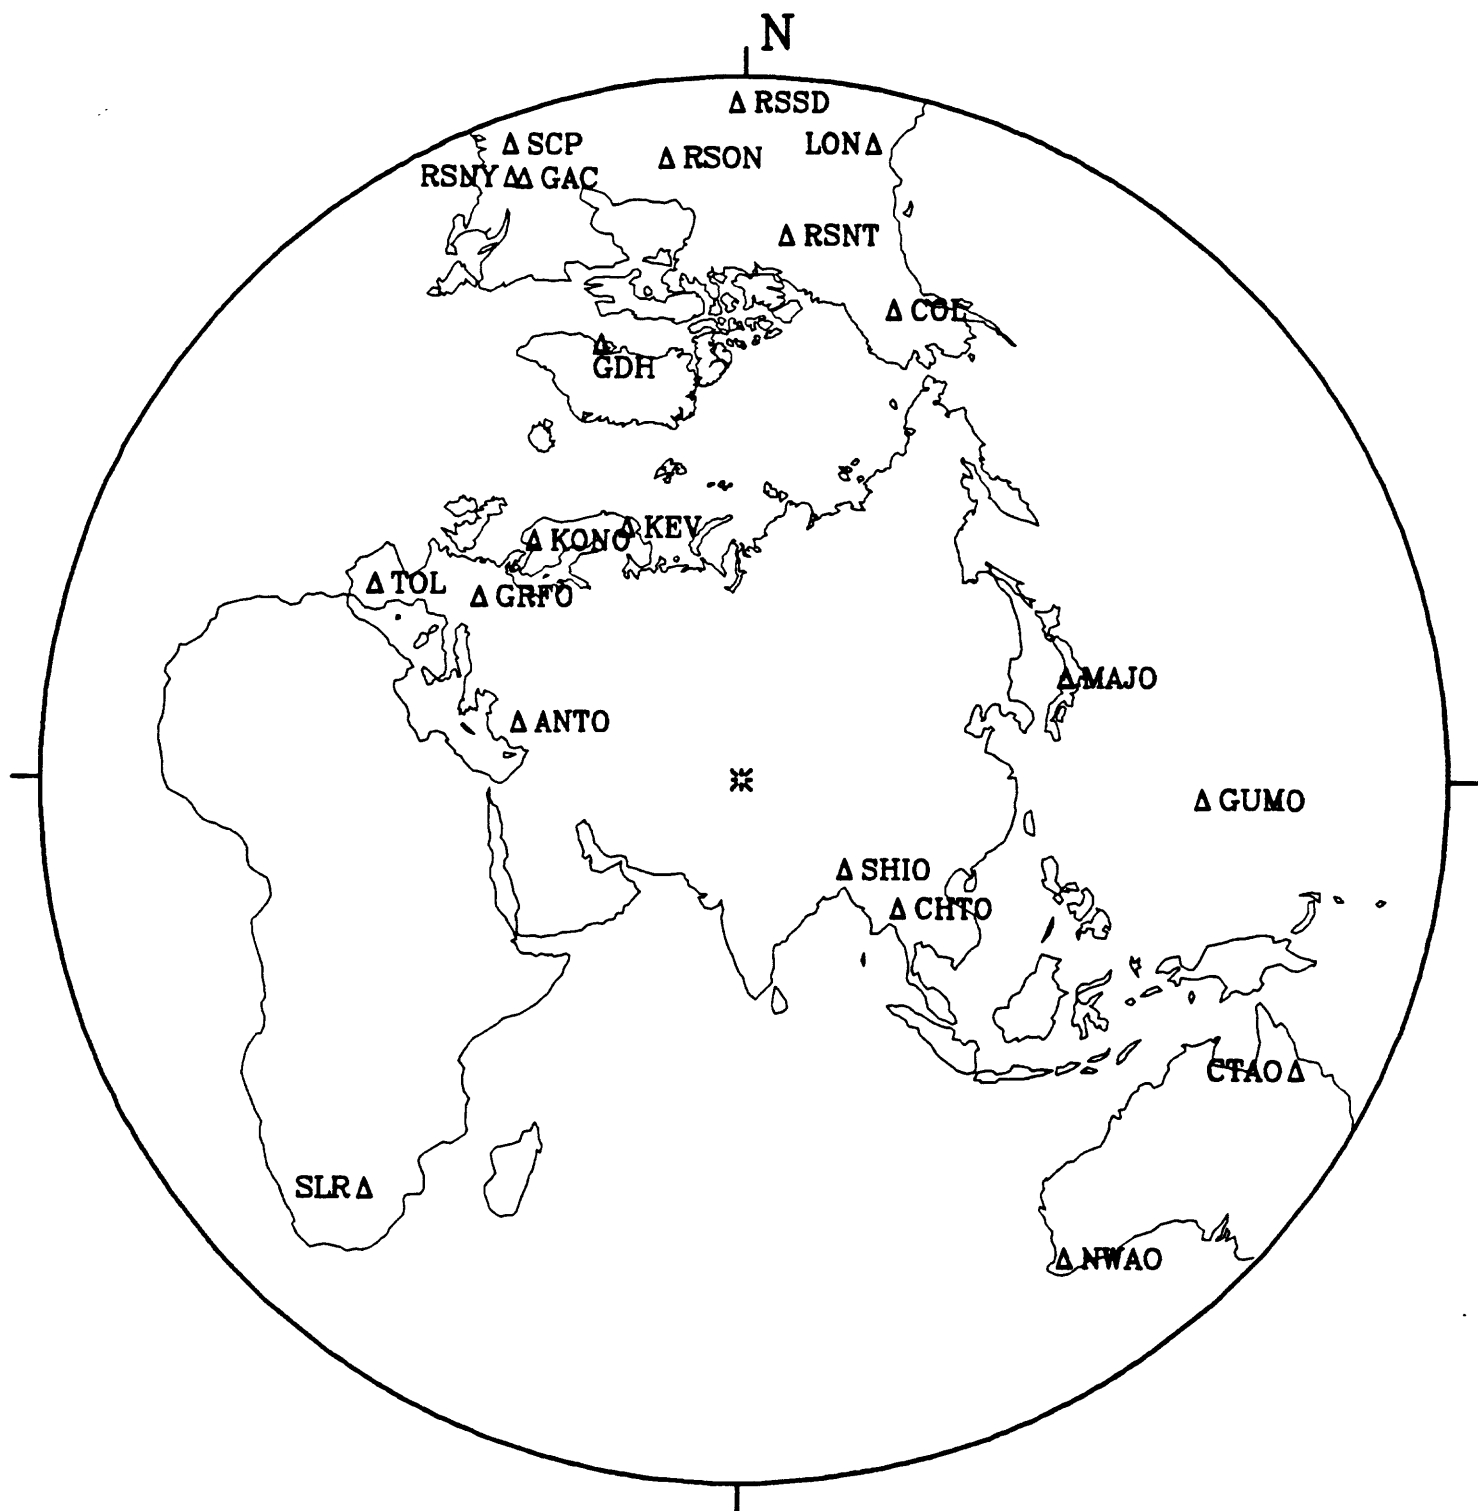 N
RSSD
SCP
LON
RSON
RSNY
GAC
RSNT
COL
GDH
KEV
KONO
TOL
GRFO
MAJO
ANTO
GUMO
SHIO
CHTO
CTAO
SLR
NWAO